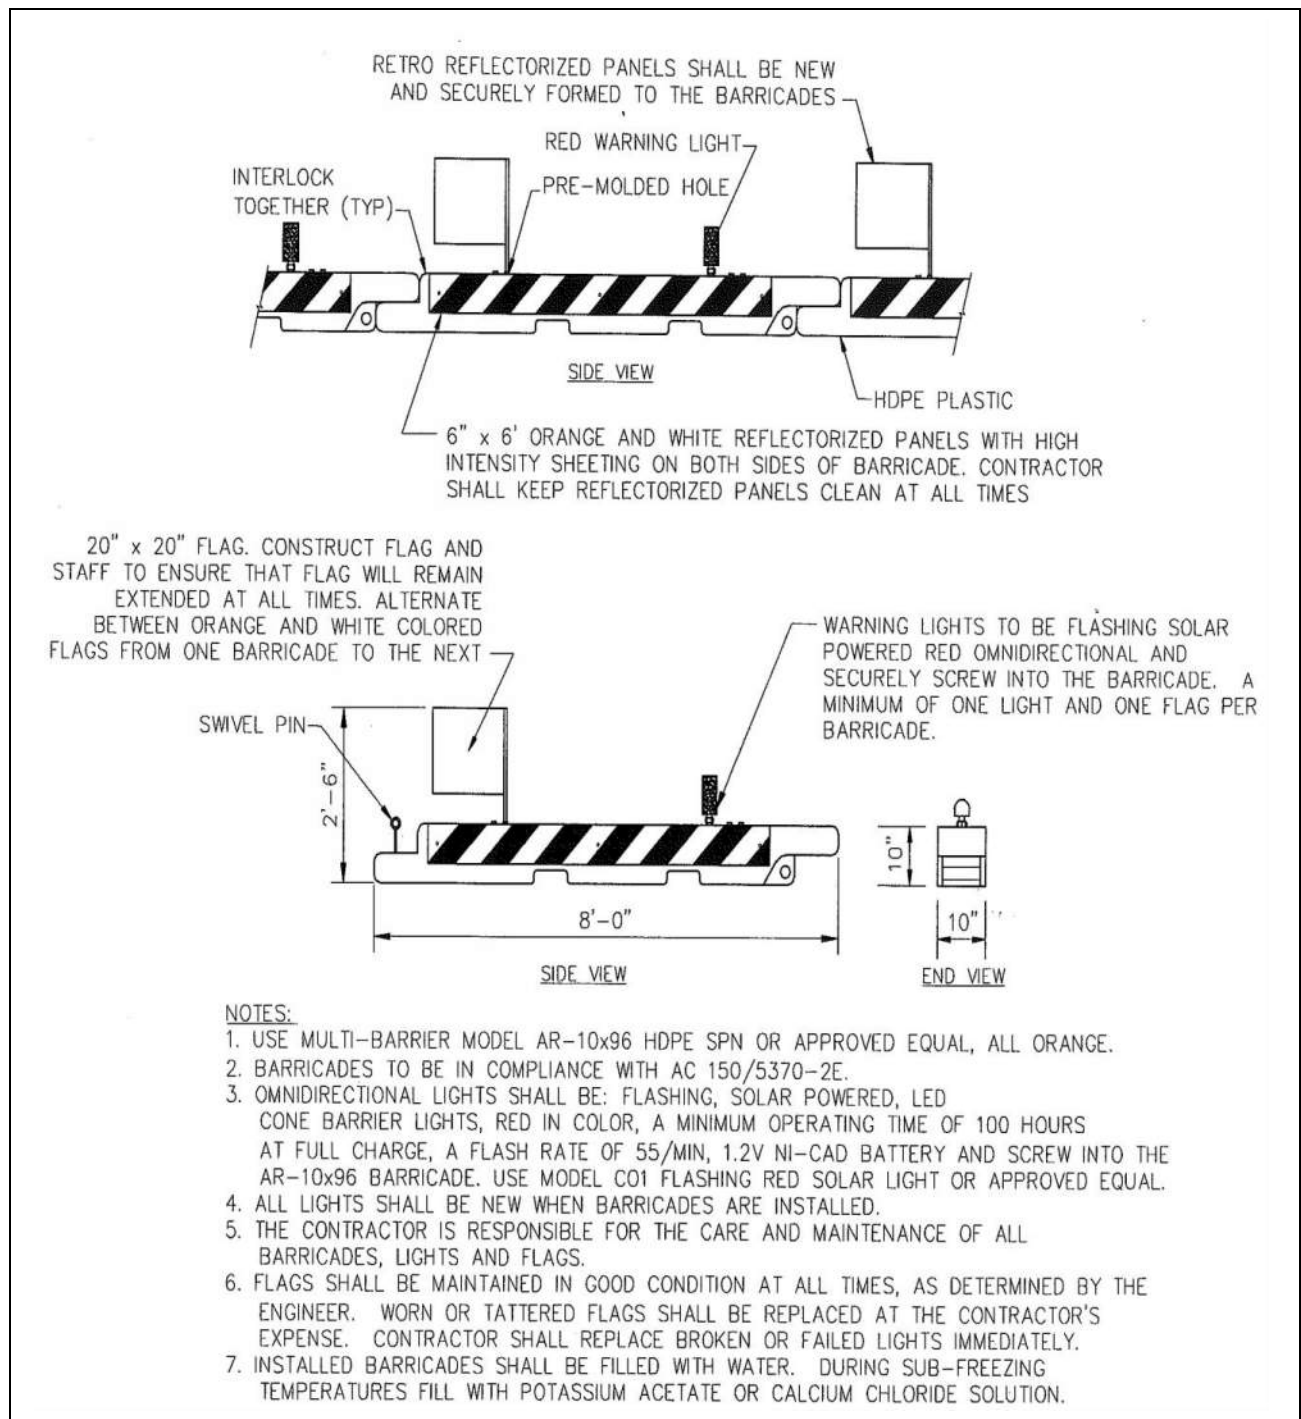 RETRO REFLECTORIZED PANELS SHALL BE NEW
AND SECURELY FORMED TO THE BARRICADES
RED WARNING LIGHT
INTERLOCK
TOGETHER (TYP)
PRE-MOLDED HOLE
SIDE VIEW
HDPE PLASTIC
6" x 6' ORANGE AND WHITE REFLECTORIZED PANELS WITH HIGH
INTENSITY SHEETING ON BOTH SIDES OF BARRICADE. CONTRACTOR
SHALL KEEP REFLECTORIZED PANELS CLEAN AT ALL TIMES
20" x 20" FLAG. CONSTRUCT FLAG AND
STAFF TO ENSURE THAT FLAG WILL REMAIN
EXTENDED AT ALL TIMES. ALTERNATE
BETWEEN ORANGE AND WHITE COLORED
FLAGS FROM ONE BARRICADE TO THE NEXT
WARNING LIGHTS TO BE FLASHING SOLAR
POWERED RED OMNIDIRECTIONAL AND
SECURELY SCREW INTO THE BARRICADE. A
MINIMUM OF ONE LIGHT AND ONE FLAG PER
BARRICADE.
SWIVEL PIN
2'-6"
10"
8'-0"
10"
SIDE VIEW
END VIEW
NOTES:
1. USE MULTI-BARRIER MODEL AR-10x96 HDPE SPN OR APPROVED EQUAL, ALL ORANGE.
2. BARRICADES TO BE IN COMPLIANCE WITH AC 150/5370-2E.
3. OMNIDIRECTIONAL LIGHTS SHALL BE: FLASHING, SOLAR POWERED, LED
CONE BARRIER LIGHTS, RED IN COLOR, A MINIMUM OPERATING TIME OF 100 HOURS
AT FULL CHARGE, A FLASH RATE OF 55/MIN, 1.2V NI-CAD BATTERY AND SCREW INTO THE
AR-10x96 BARRICADE. USE MODEL CO1 FLASHING RED SOLAR LIGHT OR APPROVED EQUAL.
4. ALL LIGHTS SHALL BE NEW WHEN BARRICADES ARE INSTALLED.
5. THE CONTRACTOR IS RESPONSIBLE FOR THE CARE AND MAINTENANCE OF ALL
BARRICADES, LIGHTS AND FLAGS.
6. FLAGS SHALL BE MAINTAINED IN GOOD CONDITION AT ALL TIMES, AS DETERMINED BY THE
ENGINEER. WORN OR TATTERED FLAGS SHALL BE REPLACED AT THE CONTRACTOR'S
EXPENSE. CONTRACTOR SHALL REPLACE BROKEN OR FAILED LIGHTS IMMEDIATELY.
7. INSTALLED BARRICADES SHALL BE FILLED WITH WATER. DURING SUB-FREEZING
TEMPERATURES FILL WITH POTASSIUM ACETATE OR CALCIUM CHLORIDE SOLUTION.